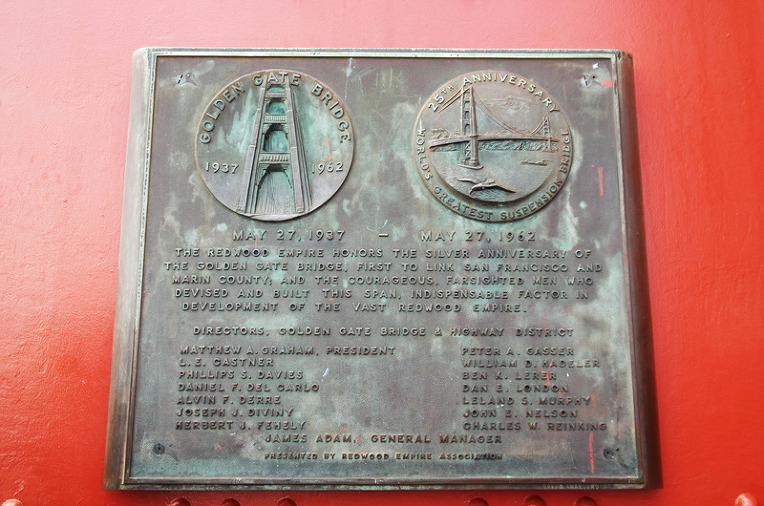 GOLDEN GATE BRIDGE
1937 1962
25TH ANNIVERSARY
WORLD'S GREATEST SUSPENSION BRIDGE
MAY 27, 1937 — MAY 27, 1962
THE REDWOOD EMPIRE HONORS THE SILVER ANNIVERSARY OF
THE GOLDEN GATE BRIDGE, FIRST TO LINK SAN FRANCISCO AND
MARIN COUNTY; AND THE COURAGEOUS, FARSIGHTED MEN WHO
DEVISED AND BUILT THIS SPAN, INDISPENSABLE FACTOR IN
DEVELOPMENT OF THE VAST REDWOOD EMPIRE.
DIRECTORS, GOLDEN GATE BRIDGE & HIGHWAY DISTRICT
MATTHEW A. GRAHAM, PRESIDENT
L. E. CASTNER
PHILLIPS S. DAVIES
DANIEL F. DEL CARLO
ALVIN F. DERRE
JOSEPH J. DIVINY
HERBERT J. FEHELY
PETER A. GASSER
WILLIAM D. HADELER
BEN K. LERER
DAN E. LONDON
LELAND S. MURPHY
JOHN E. NELSON
CHARLES W. REINKING
JAMES ADAM, GENERAL MANAGER
PRESENTED BY REDWOOD EMPIRE ASSOCIATION